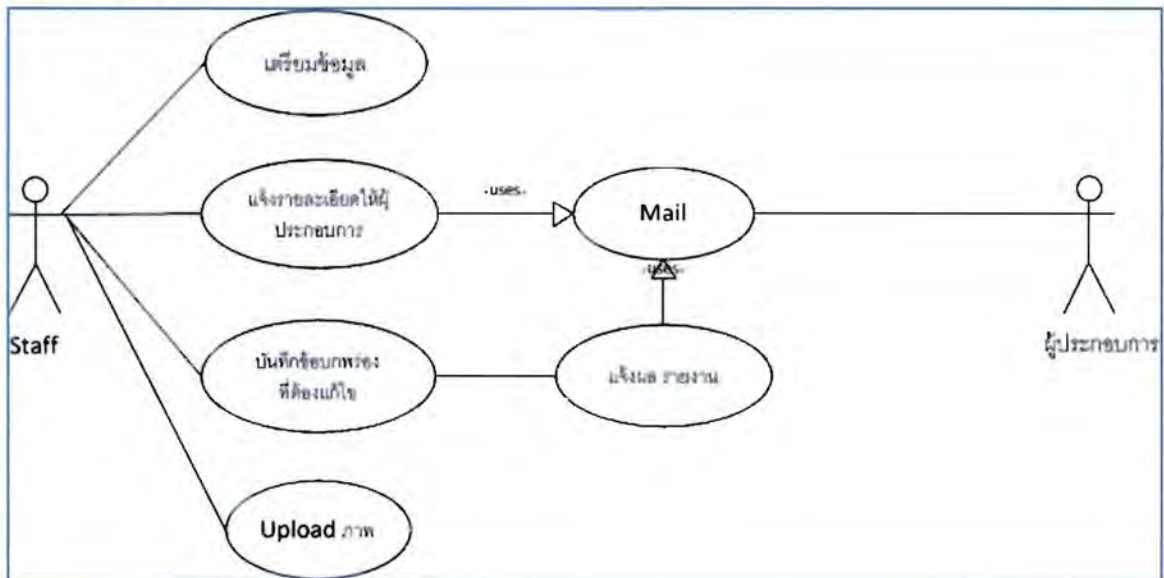 เตรียมข้อมูล
แจ้งรายละเอียดให้ผู้
ประกอบการ
-uses-
Mail
-uses-
Staff
บันทึกข้อบกพร่อง
ที่ต้องแก้ไข
แจ้งผล รายงาน
ผู้ประกอบการ
Upload ภาพ